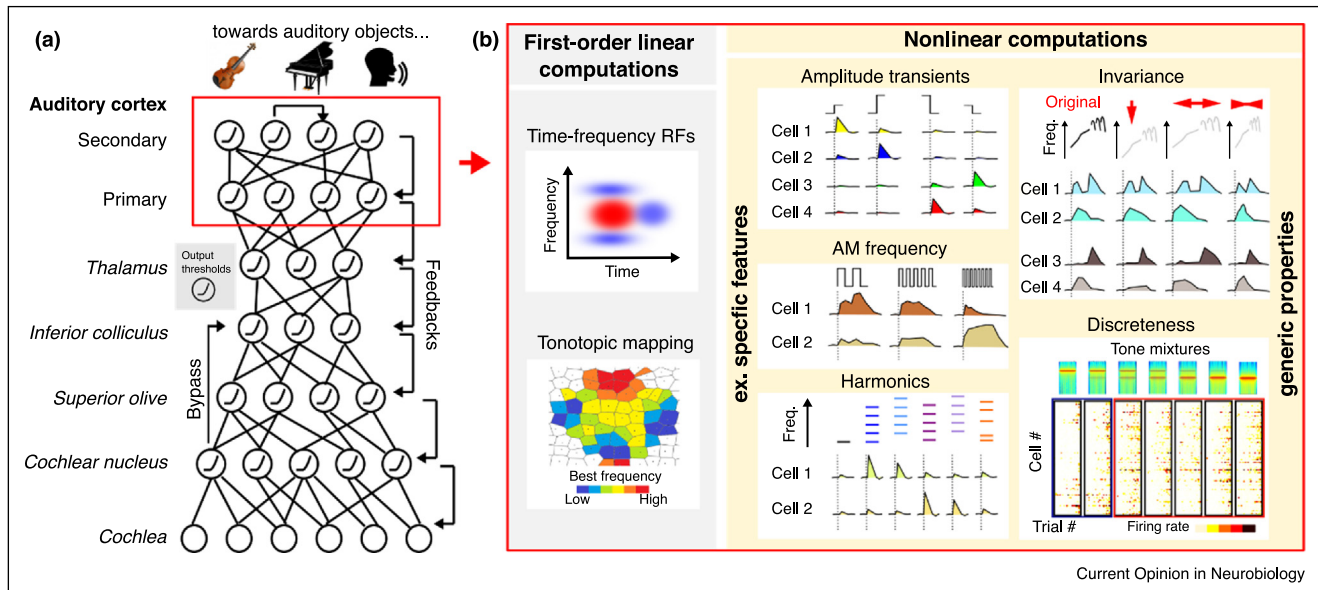 (a)
towards auditory objects...
Auditory cortex
Secondary
Primary
Thalamus
Output
thresholds
Inferior colliculus
Superior olive
Cochlear nucleus
Cochlea
Bypass
Feedbacks
(b)
First-order linear
computations
Time-frequency RFs
Frequency
Time
Tonotopic mapping
Best frequency
Low
High
Nonlinear computations
ex. specfic features
Amplitude transients
Cell 1
Cell 2
Cell 3
Cell 4
AM frequency
Cell 1
Cell 2
Harmonics
Freq.
Cell 1
Cell 2
generic properties
Invariance
Original
Freq.
Cell 1
Cell 2
Cell 3
Cell 4
Discreteness
Tone mixtures
Cell #
Trial #
Firing rate
Current Opinion in Neurobiology